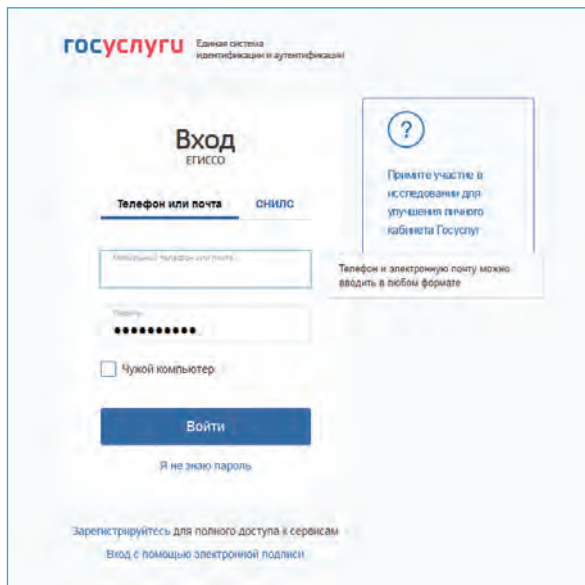 госуслуги
Единая система
идентификации и аутентификации
Вход
ЕГИССО
Телефон или почта СНИЛС
Мобильный телефон или почта
Пароль
Чужой компьютер
Войти
Я не знаю пароль
Зарегистрируйтесь для полного доступа к сервисам
Вход с помощью электронной подписи
?
Примите участие в
исследовании для
улучшения личного
кабинета Госуслуг
Телефон и электронную почту можно
вводить в любом формате